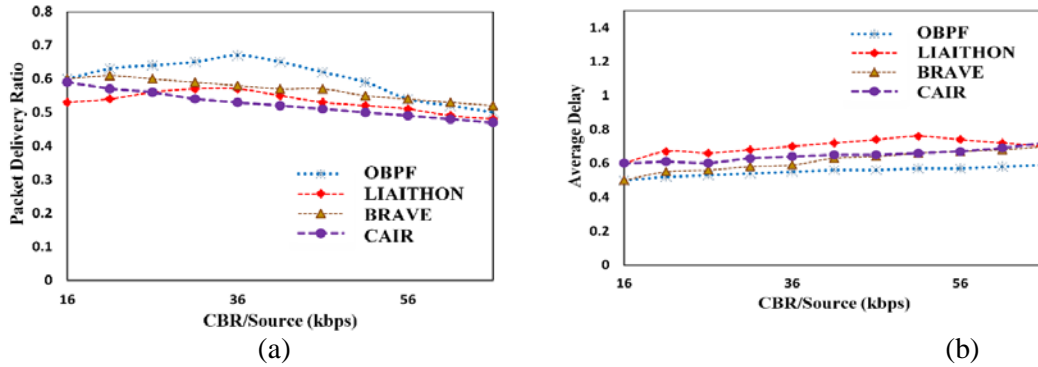 Packet Delivery Ratio
0.8
0.7
0.6
0.5
0.4
0.3
0.2
0.1
0
16
36
56
CBR/Source (kbps)
OBPF
LIAITHON
BRAVE
CAIR
(a)
Average Delay
1.4
1.2
1
0.8
0.6
0.4
0.2
0
16
36
56
CBR/Source (kbps)
OBPF
LIAITHON
BRAVE
CAIR
(b)